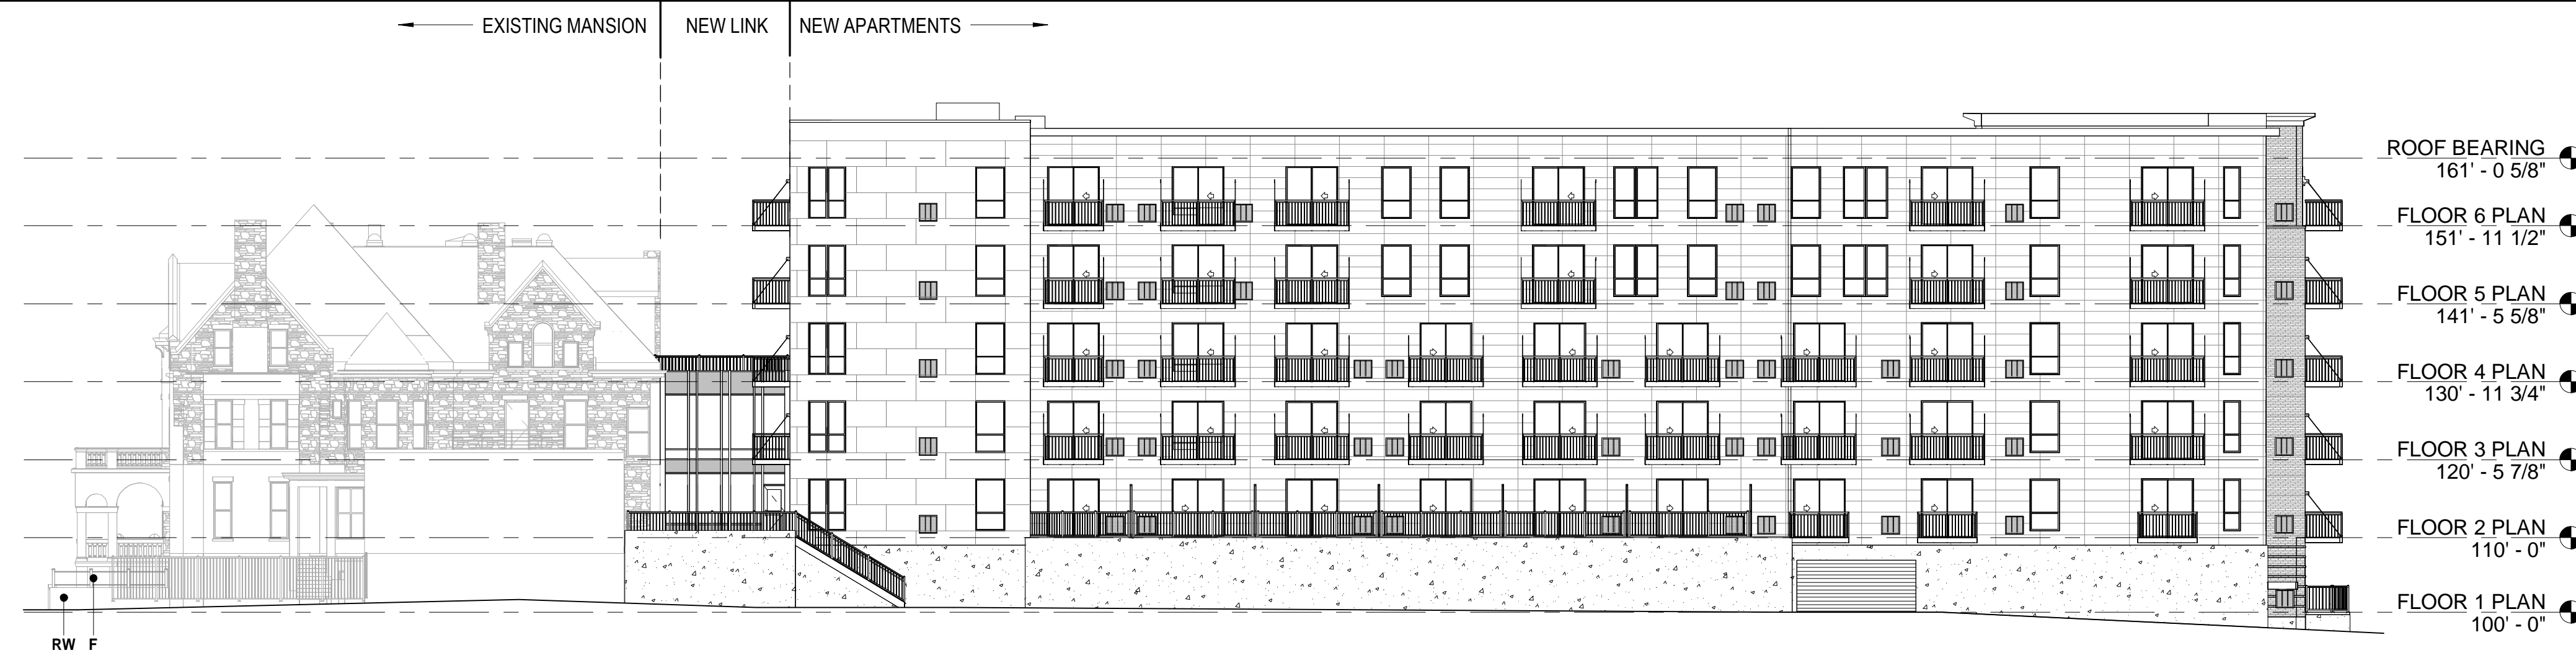 EXISTING MANSION
NEW LINK
NEW APARTMENTS
ROOF BEARING
161' - 0 5/8"
FLOOR 6 PLAN
151' - 11 1/2"
FLOOR 5 PLAN
141' - 5 5/8"
FLOOR 4 PLAN
130' - 11 3/4"
FLOOR 3 PLAN
120' - 5 7/8"
FLOOR 2 PLAN
110' - 0"
FLOOR 1 PLAN
100' - 0"
RW F